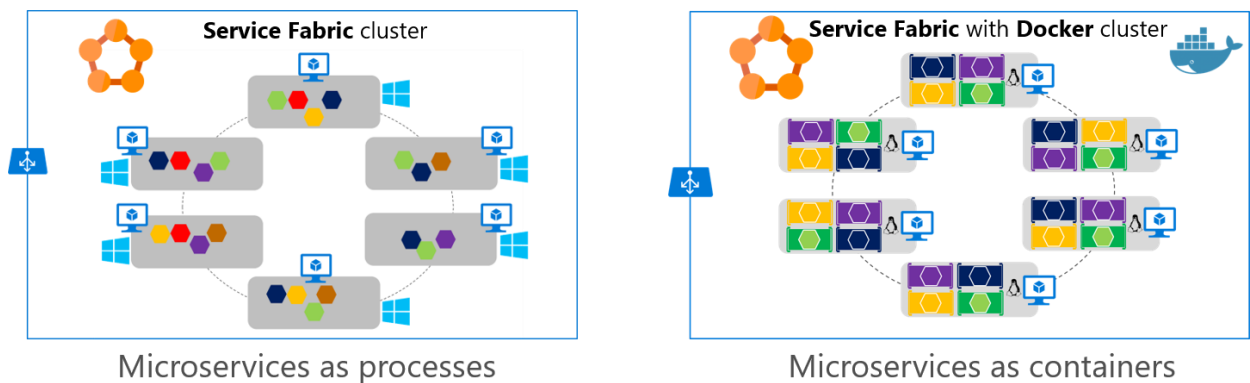 Service Fabric cluster
Service Fabric with Docker cluster
Microservices as processes
Microservices as containers